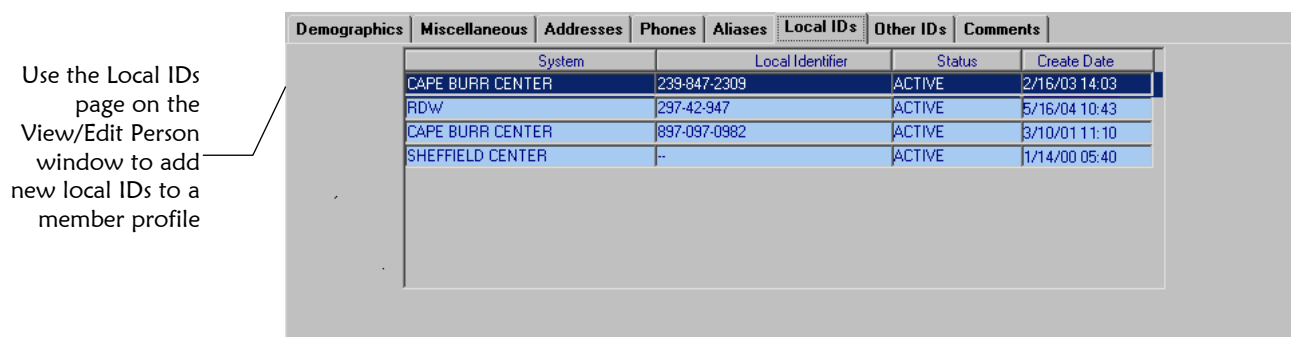 Demographics Miscellaneous Addresses Phones Aliases Local IDs Other IDs Comments
Use the Local IDs
page on the
View/Edit Person
window to add
new local IDs to a
member profile
System Local Identifier Status Create Date
CAPE BURR CENTER 239-847-2309 ACTIVE 2/16/03 14:03
RDW 297-42-947 ACTIVE 5/16/04 10:43
CAPE BURR CENTER 897-097-0982 ACTIVE 3/10/01 11:10
SHEFFIELD CENTER -- ACTIVE 1/14/00 05:40